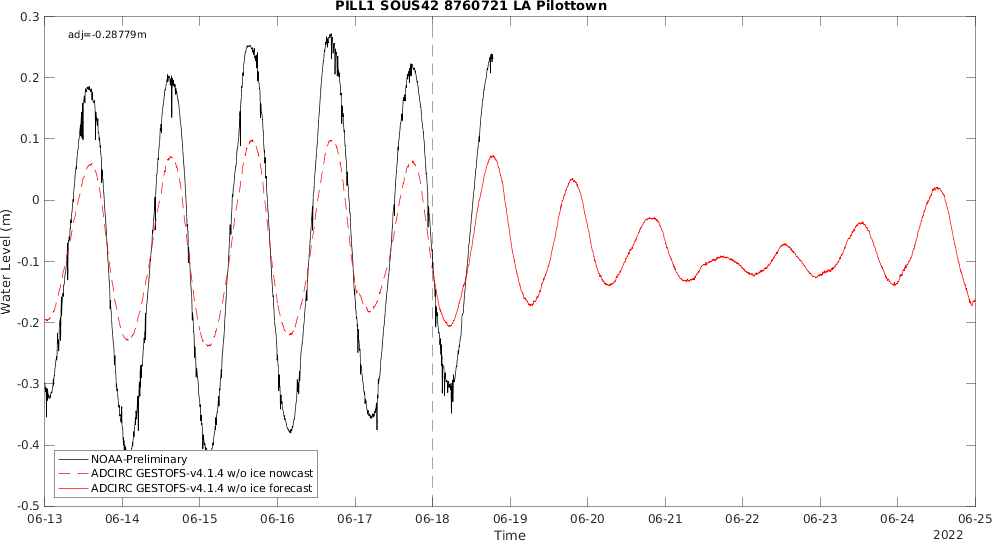 PILL1 SOUS42 8760721 LA Pilottown
adj=-0.28779m
Water Level (m)
0.3
0.2
0.1
0
-0.1
-0.2
-0.3
-0.4
-0.5
NOAA-Preliminary
ADCIRC GESTOFS-v4.1.4 w/o ice nowcast
ADCIRC GESTOFS-v4.1.4 w/o ice forecast
06-13 06-14 06-15 06-16 06-17 06-18 06-19 06-20 06-21 06-22 06-23 06-24 06-25
Time
2022